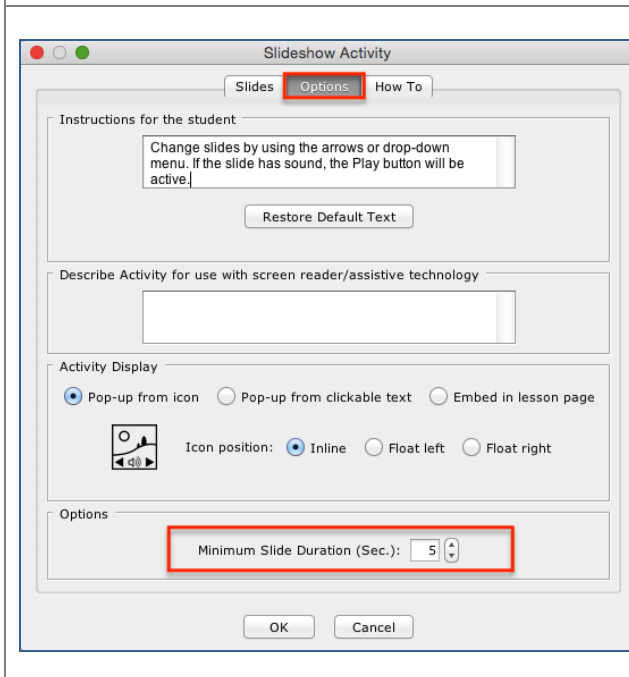 Slideshow Activity
Slides Options How To
Instructions for the student
Change slides by using the arrows or drop-down
menu. If the slide has sound, the Play button will be
active.
Restore Default Text
Describe Activity for use with screen reader/assistive technology
Activity Display
Pop-up from icon Pop-up from clickable text Embed in lesson page
Icon position: Inline Float left Float right
Options
Minimum Slide Duration (Sec.): 5
OK Cancel